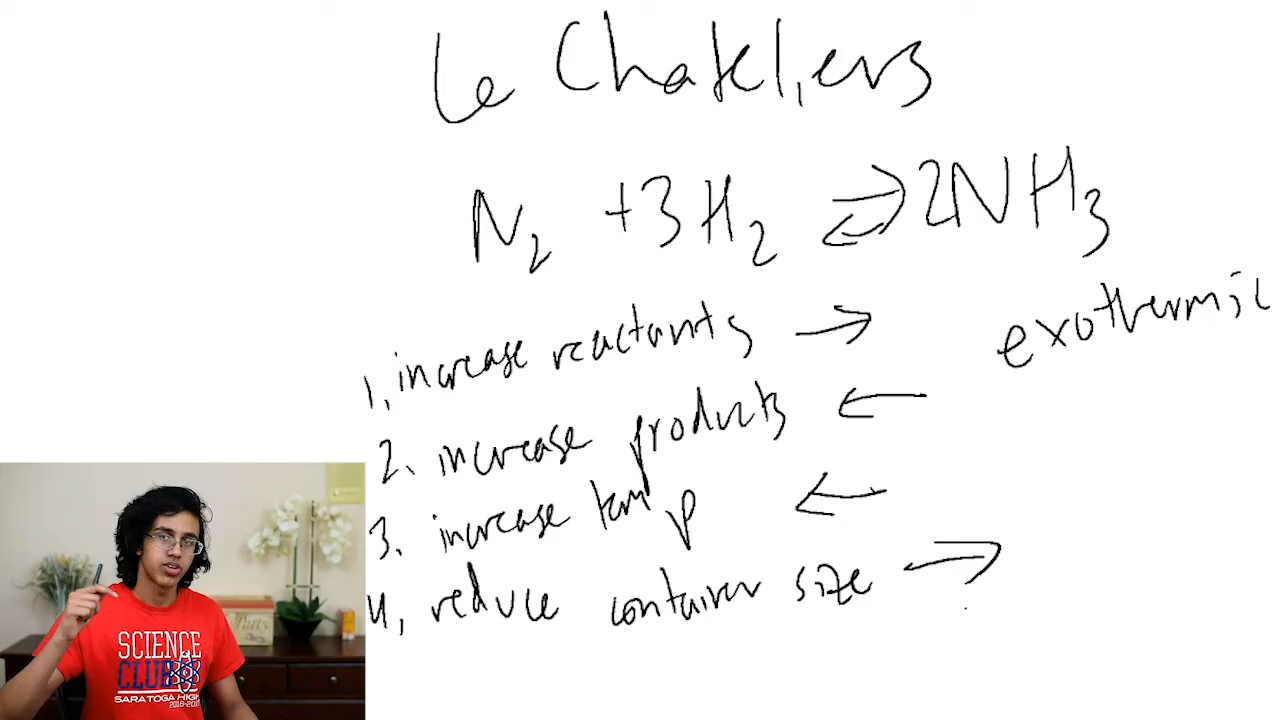 Le Chateliers
N2 + 3H2 ⇌ 2NH3
1. increase reactants →
exothermic
2. increase products ←
3. increase temp ←
4. reduce container size →
SCIENCE
CLUB
SARATOGA HIGH